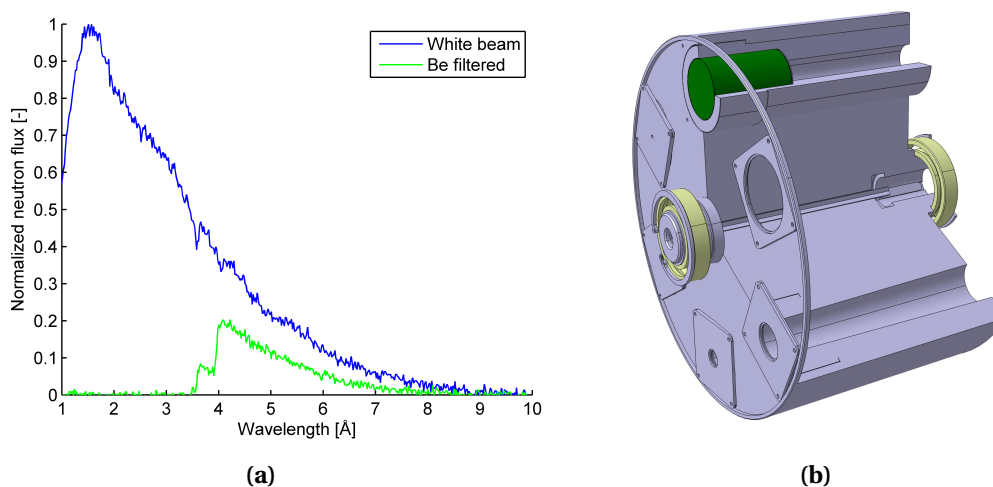 1
0.9
0.8
0.7
0.6
0.5
0.4
0.3
0.2
0.1
0
1 2 3 4 5 6 7 8 9 10
Normalized neutron flux [-]
Wavelength [Å]
White beam
Be filtered
(a)
(b)